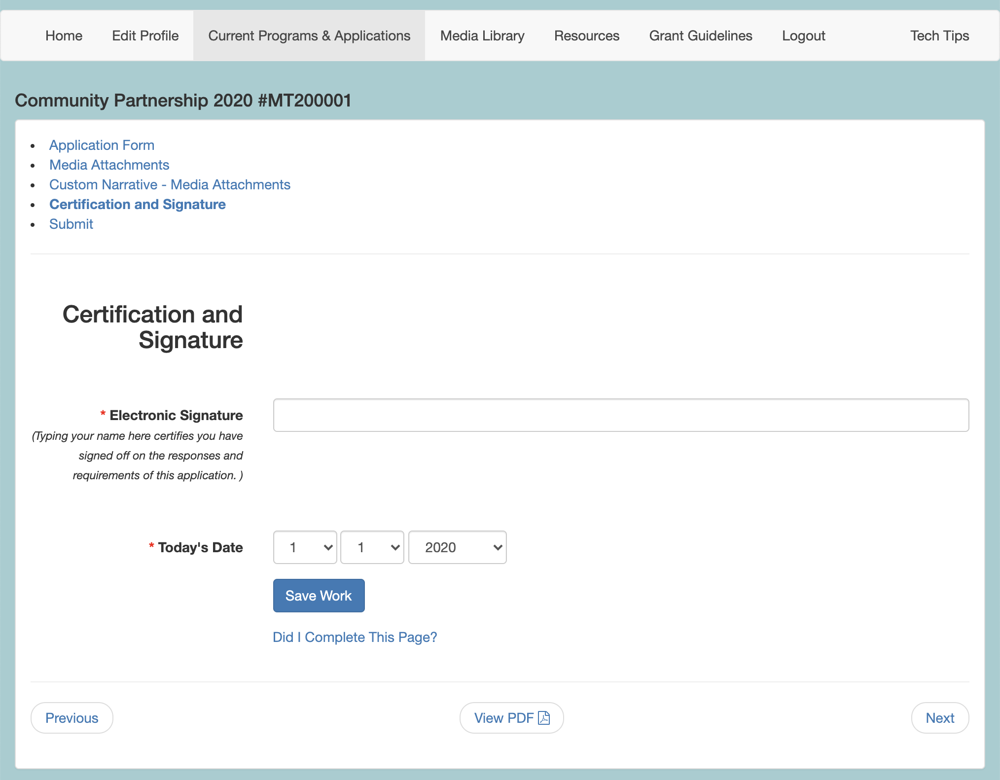 Home Edit Profile Current Programs & Applications Media Library Resources Grant Guidelines Logout Tech Tips
Community Partnership 2020 #MT200001
• Application Form
• Media Attachments
• Custom Narrative - Media Attachments
• Certification and Signature
• Submit
Certification and
Signature
* Electronic Signature
(Typing your name here certifies you have
signed off on the responses and
requirements of this application. )
* Today's Date 1 1 2020
Save Work
Did I Complete This Page?
Previous View PDF Next